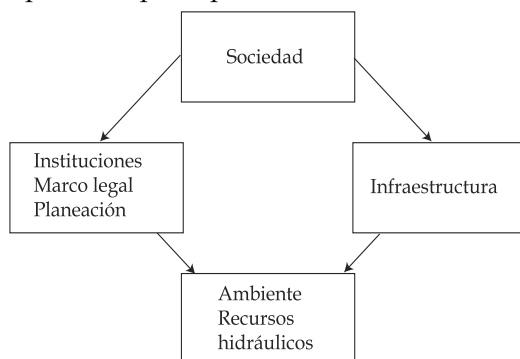 Sociedad
Instituciones
Marco legal
Planeación
Infraestructura
Ambiente
Recursos
hidráulicos